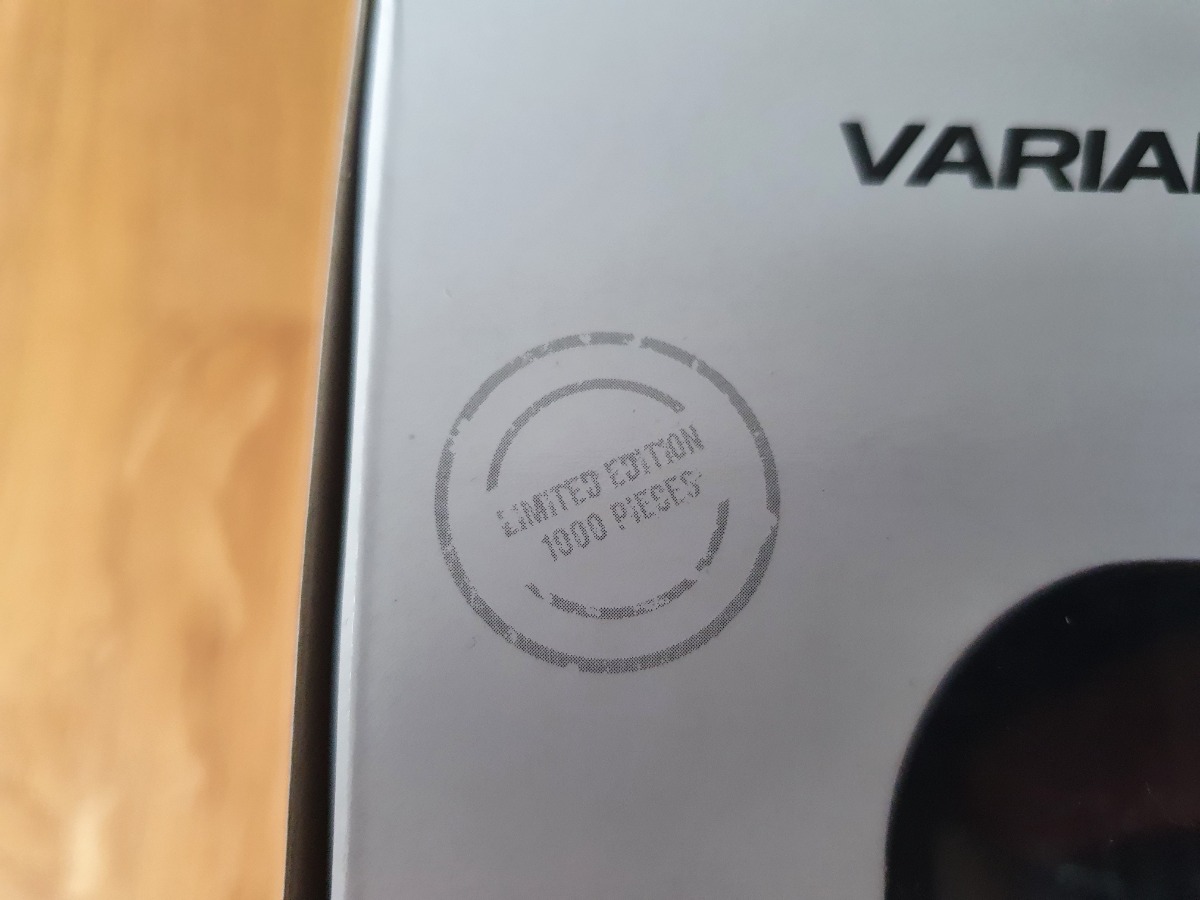 VARIA
LIMITED EDITION
1000 PIECES